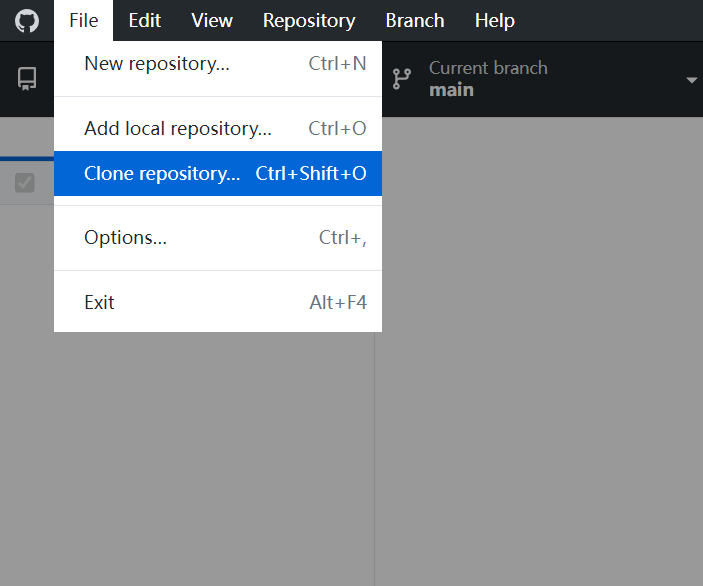 File Edit View Repository Branch Help
New repository... Ctrl+N
Current branch
main
Add local repository... Ctrl+O
Clone repository... Ctrl+Shift+O
Options... Ctrl+,
Exit Alt+F4